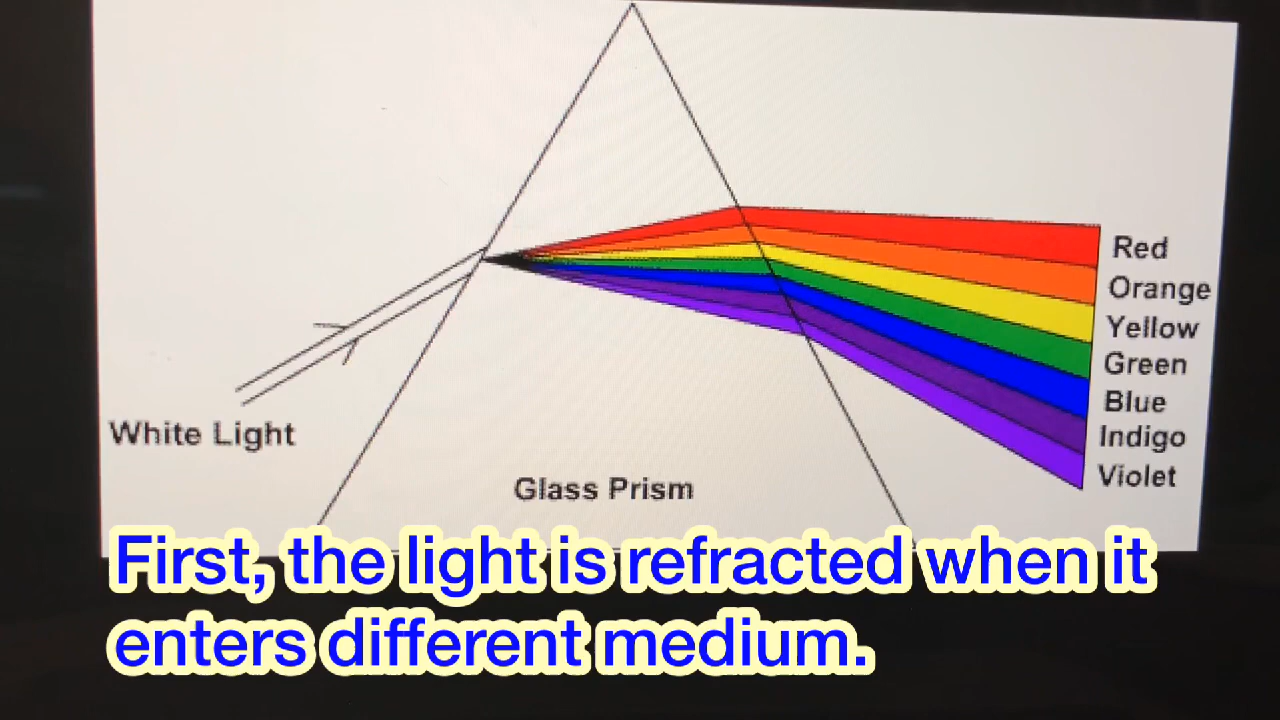 Red
Orange
Yellow
Green
Blue
Indigo
Violet
White Light
Glass Prism
First, the light is refracted when it
enters different medium.